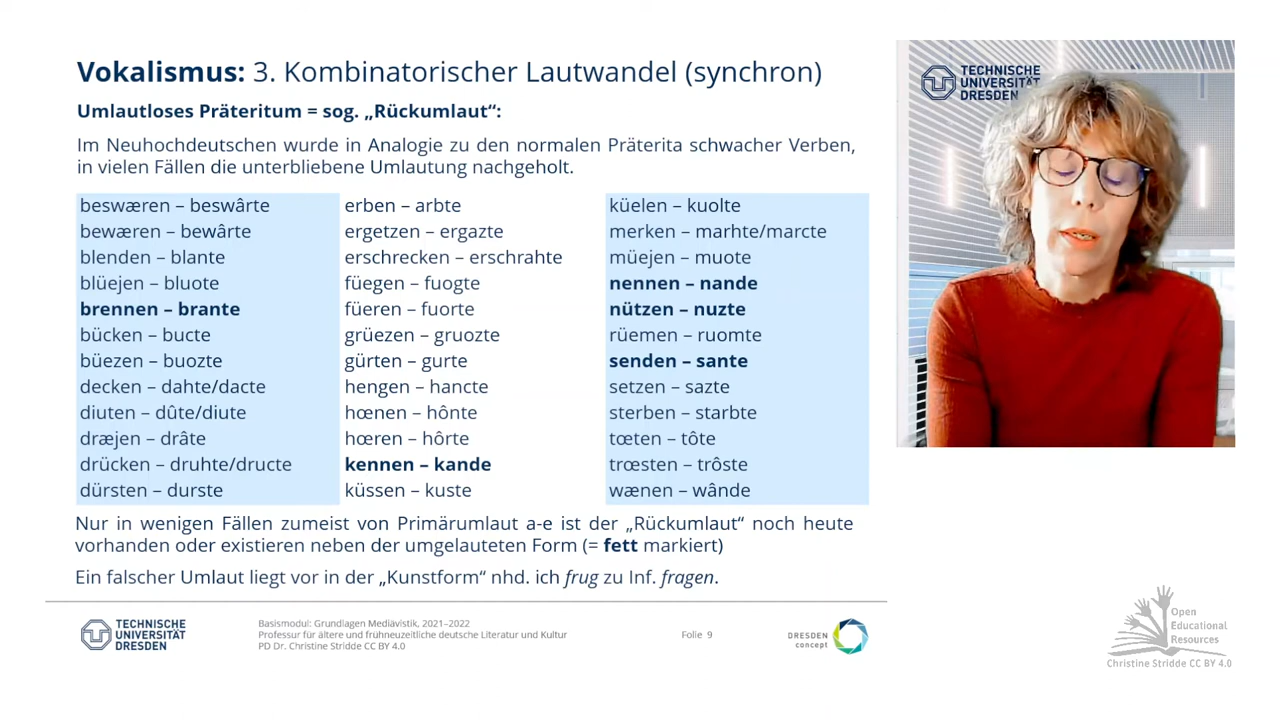 Vokalismus: 3. Kombinatorischer Lautwandel (synchron)
Umlautloses Präteritum = sog. „Rückumlaut“:
Im Neuhochdeutschen wurde in Analogie zu den normalen Präterita schwacher Verben,
in vielen Fällen die unterbliebene Umlautung nachgeholt.
beswæren – beswârte
bewæren – bewârte
blenden – blante
blüejen – bluote
brennen – brante
bücken – bucte
büezen – buozte
decken – dahte/dacte
diuten – dûte/diute
dræjen – drâte
drücken – druhte/dructe
dürsten – durste
erben – arbte
ergetzen – ergazte
erschrecken – erschrahte
füegen – fuogte
füeren – fuorte
grüezen – gruozte
gürten – gurte
hengen – hancte
hœnen – hônte
hœren – hôrte
kennen – kande
küssen – kuste
küelen – kuolte
merken – marhte/marcte
müejen – muote
nennen – nande
nützen – nuzte
rüemen – ruomte
senden – sante
setzen – sazte
sterben – starbte
tœten – tôte
trœsten – trôste
wænen – wânde
Nur in wenigen Fällen zumeist von Primärumlaut a-e ist der „Rückumlaut“ noch heute
vorhanden oder existieren neben der umgelauteten Form (= fett markiert)
Ein falscher Umlaut liegt vor in der „Kunstform“ nhd. ich frug zu Inf. fragen.
TECHNISCHE
UNIVERSITÄT
DRESDEN
Basismodul: Grundlagen Mediävistik, 2021–2022
Professur für ältere und frühneuzeitliche deutsche Literatur und Kultur
PD Dr. Christine Stridde CC BY 4.0
Folie 9
DRESDEN
concept
TECHNISCHE
UNIVERSITÄT
DRESDEN
Open
Educational
Resources
Christine Stridde CC BY 4.0